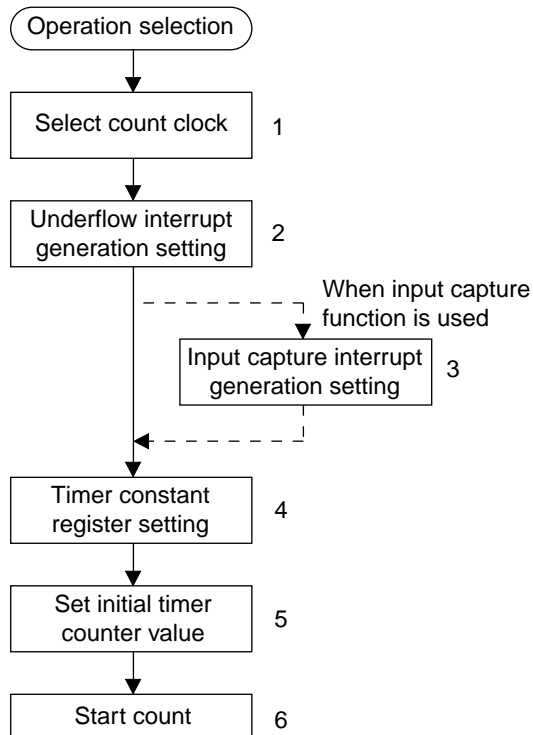 Operation selection
Select count clock
1
Underflow interrupt
generation setting
2
When input capture
function is used
Input capture interrupt
generation setting
3
Timer constant
register setting
4
Set initial timer
counter value
5
Start count
6